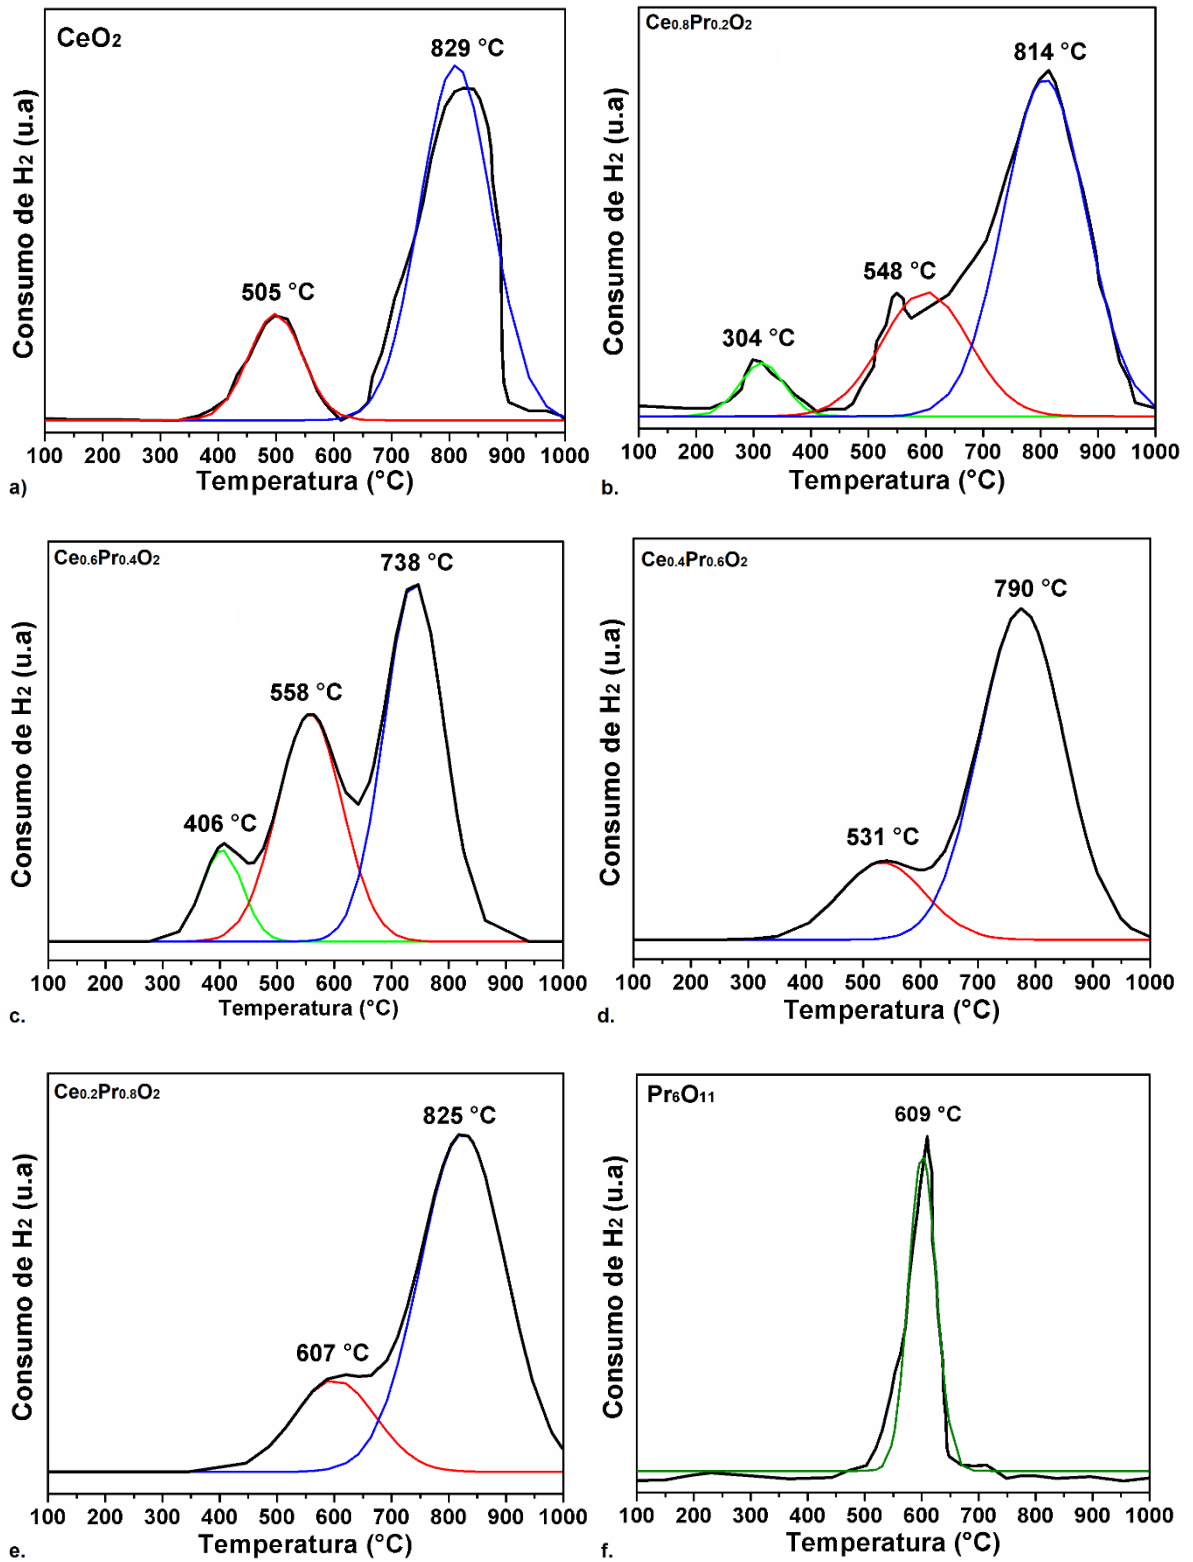 CeO2
829 °C
505 °C
Consumo de H2 (u.a)
100 200 300 400 500 600 700 800 900 1000
Temperatura (°C)
a)
Ce0.8Pr0.2O2
814 °C
548 °C
304 °C
Consumo de H2 (u.a)
100 200 300 400 500 600 700 800 900 1000
Temperatura (°C)
b.
Ce0.6Pr0.4O2
738 °C
558 °C
406 °C
Consumo de H2 (u.a)
100 200 300 400 500 600 700 800 900 1000
Temperatura (°C)
c.
Ce0.4Pr0.6O2
790 °C
531 °C
Consumo de H2 (u.a)
100 200 300 400 500 600 700 800 900 1000
Temperatura (°C)
d.
Ce0.2Pr0.8O2
825 °C
607 °C
Consumo de H2 (u.a)
100 200 300 400 500 600 700 800 900 1000
Temperatura (°C)
e.
Pr6O11
609 °C
Consumo de H2 (u.a)
100 200 300 400 500 600 700 800 900 1000
Temperatura (°C)
f.